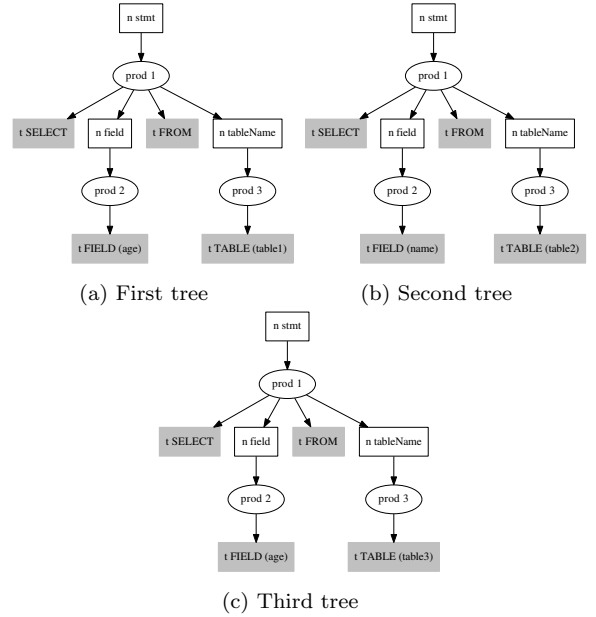 n stmt
prod 1
t SELECT n field t FROM n tableName
prod 2 prod 3
t FIELD (age) t TABLE (table1)
(a) First tree
n stmt
prod 1
t SELECT n field t FROM n tableName
prod 2 prod 3
t FIELD (name) t TABLE (table2)
(b) Second tree
n stmt
prod 1
t SELECT n field t FROM n tableName
prod 2 prod 3
t FIELD (age) t TABLE (table3)
(c) Third tree